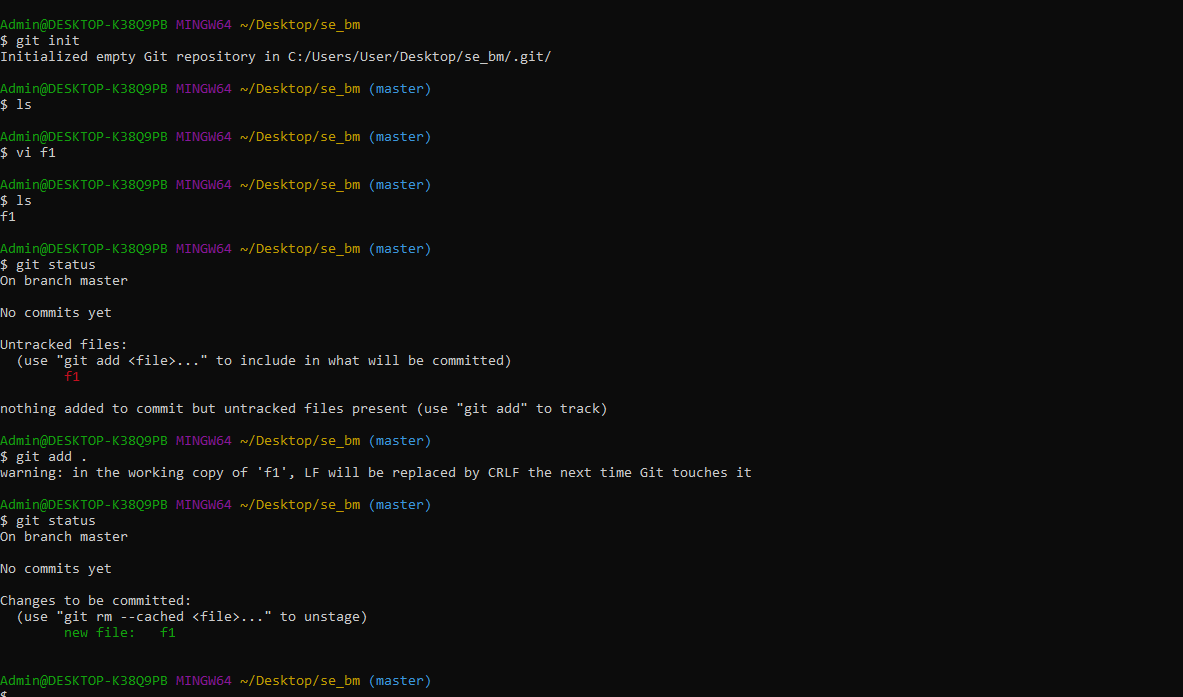 Admin@DESKTOP-K38Q9PB MINGW64 ~/Desktop/se_bm
$ git init
Initialized empty Git repository in C:/Users/User/Desktop/se_bm/.git/
Admin@DESKTOP-K38Q9PB MINGW64 ~/Desktop/se_bm (master)
$ ls
Admin@DESKTOP-K38Q9PB MINGW64 ~/Desktop/se_bm (master)
$ vi f1
Admin@DESKTOP-K38Q9PB MINGW64 ~/Desktop/se_bm (master)
$ ls
f1
Admin@DESKTOP-K38Q9PB MINGW64 ~/Desktop/se_bm (master)
$ git status
On branch master
No commits yet
Untracked files:
  (use "git add <file>..." to include in what will be committed)
        f1
nothing added to commit but untracked files present (use "git add" to track)
Admin@DESKTOP-K38Q9PB MINGW64 ~/Desktop/se_bm (master)
$ git add .
warning: in the working copy of 'f1', LF will be replaced by CRLF the next time Git touches it
Admin@DESKTOP-K38Q9PB MINGW64 ~/Desktop/se_bm (master)
$ git status
On branch master
No commits yet
Changes to be committed:
  (use "git rm --cached <file>..." to unstage)
        new file:   f1
Admin@DESKTOP-K38Q9PB MINGW64 ~/Desktop/se_bm (master)
$